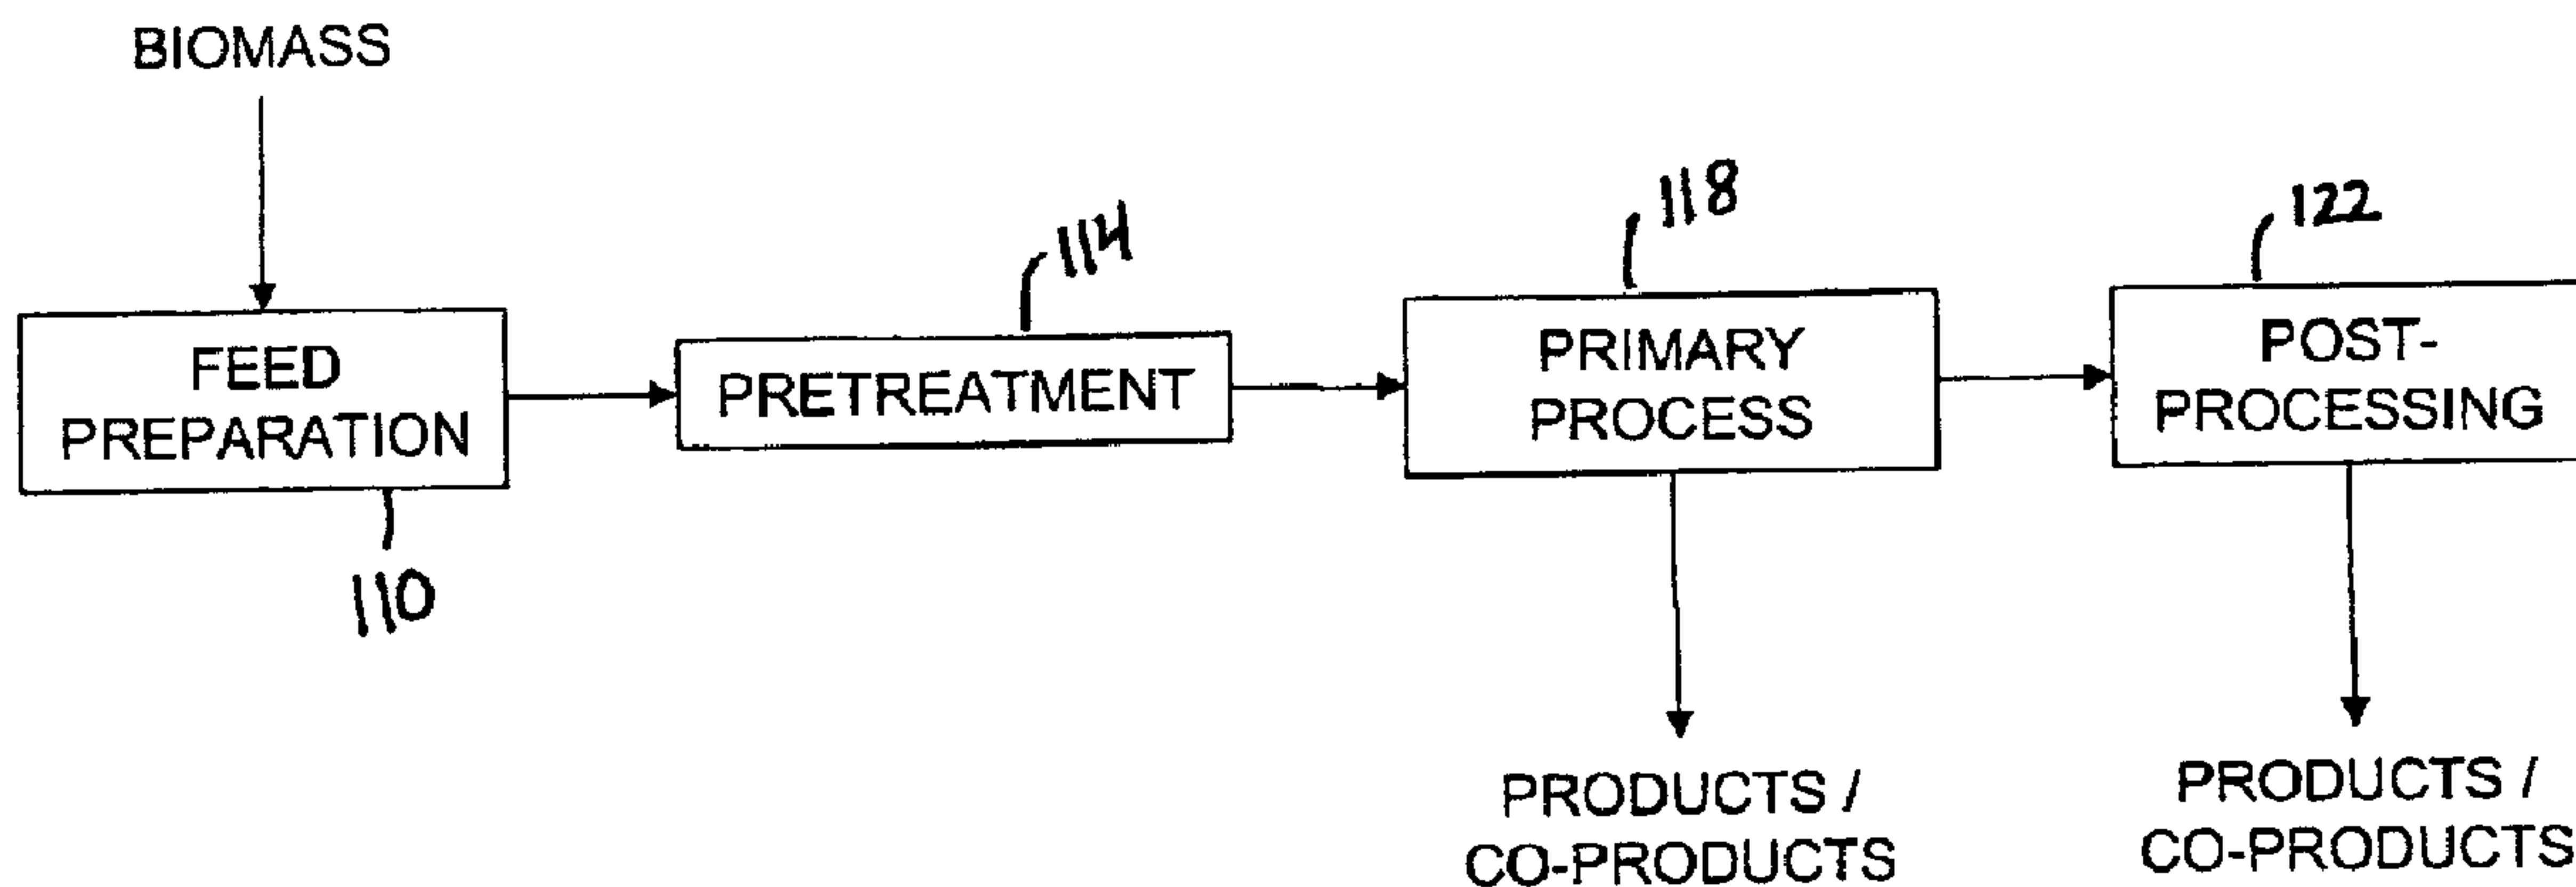 BIOMASS
FEED
PREPARATION
110
PRETREATMENT
114
PRIMARY
PROCESS
118
POST-
PROCESSING
122
PRODUCTS /
CO-PRODUCTS
PRODUCTS /
CO-PRODUCTS